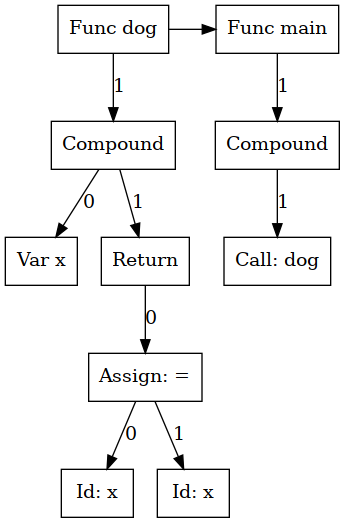 Func dog
Func main
1
1
Compound
Compound
0
1
1
Var x
Return
Call: dog
0
Assign: =
0
1
Id: x
Id: x